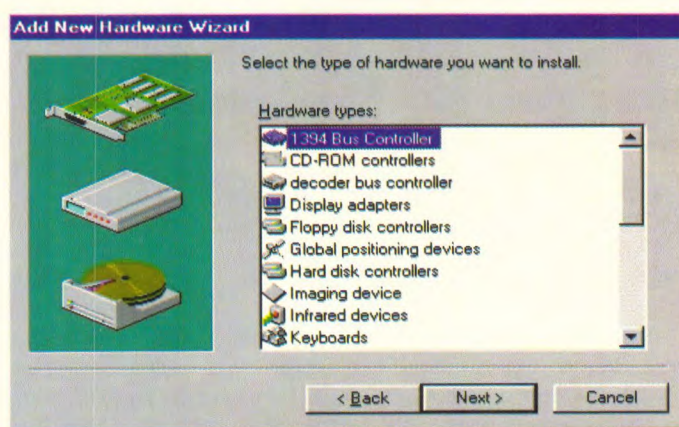 Add New Hardware Wizard
Select the type of hardware you want to install.
Hardware types:
1394 Bus Controller
CD-ROM controllers
decoder bus controller
Display adapters
Floppy disk controllers
Global positioning devices
Hard disk controllers
Imaging device
Infrared devices
Keyboards
< Back
Next >
Cancel